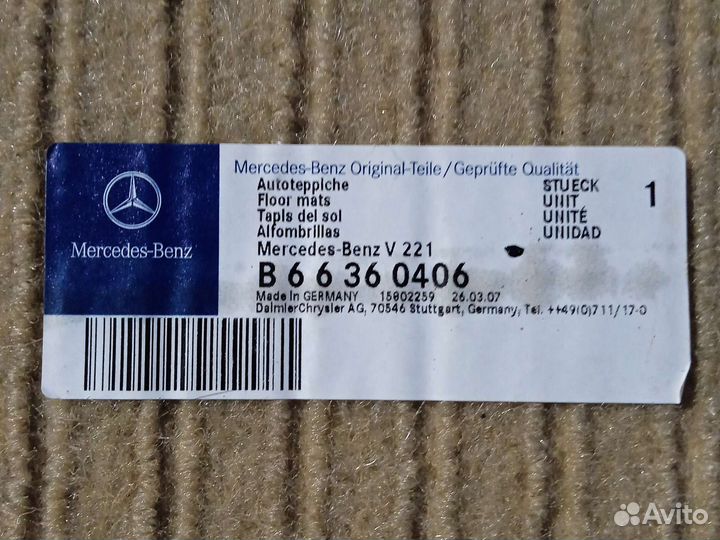 Mercedes-Benz Original-Teile/Geprüfte Qualität
Autoteppiche STUECK 1
Floor mats UNIT
Tapis del sol UNITÉ
Alfombrillas UNIDAD
Mercedes-Benz V 221
B 6 6 36 0406
Made in GERMANY 15802259 26.03.07
DaimlerChrysler AG, 70546 Stuttgart, Germany, Tel. ++49(0)711/17-0
Mercedes-Benz
Avito